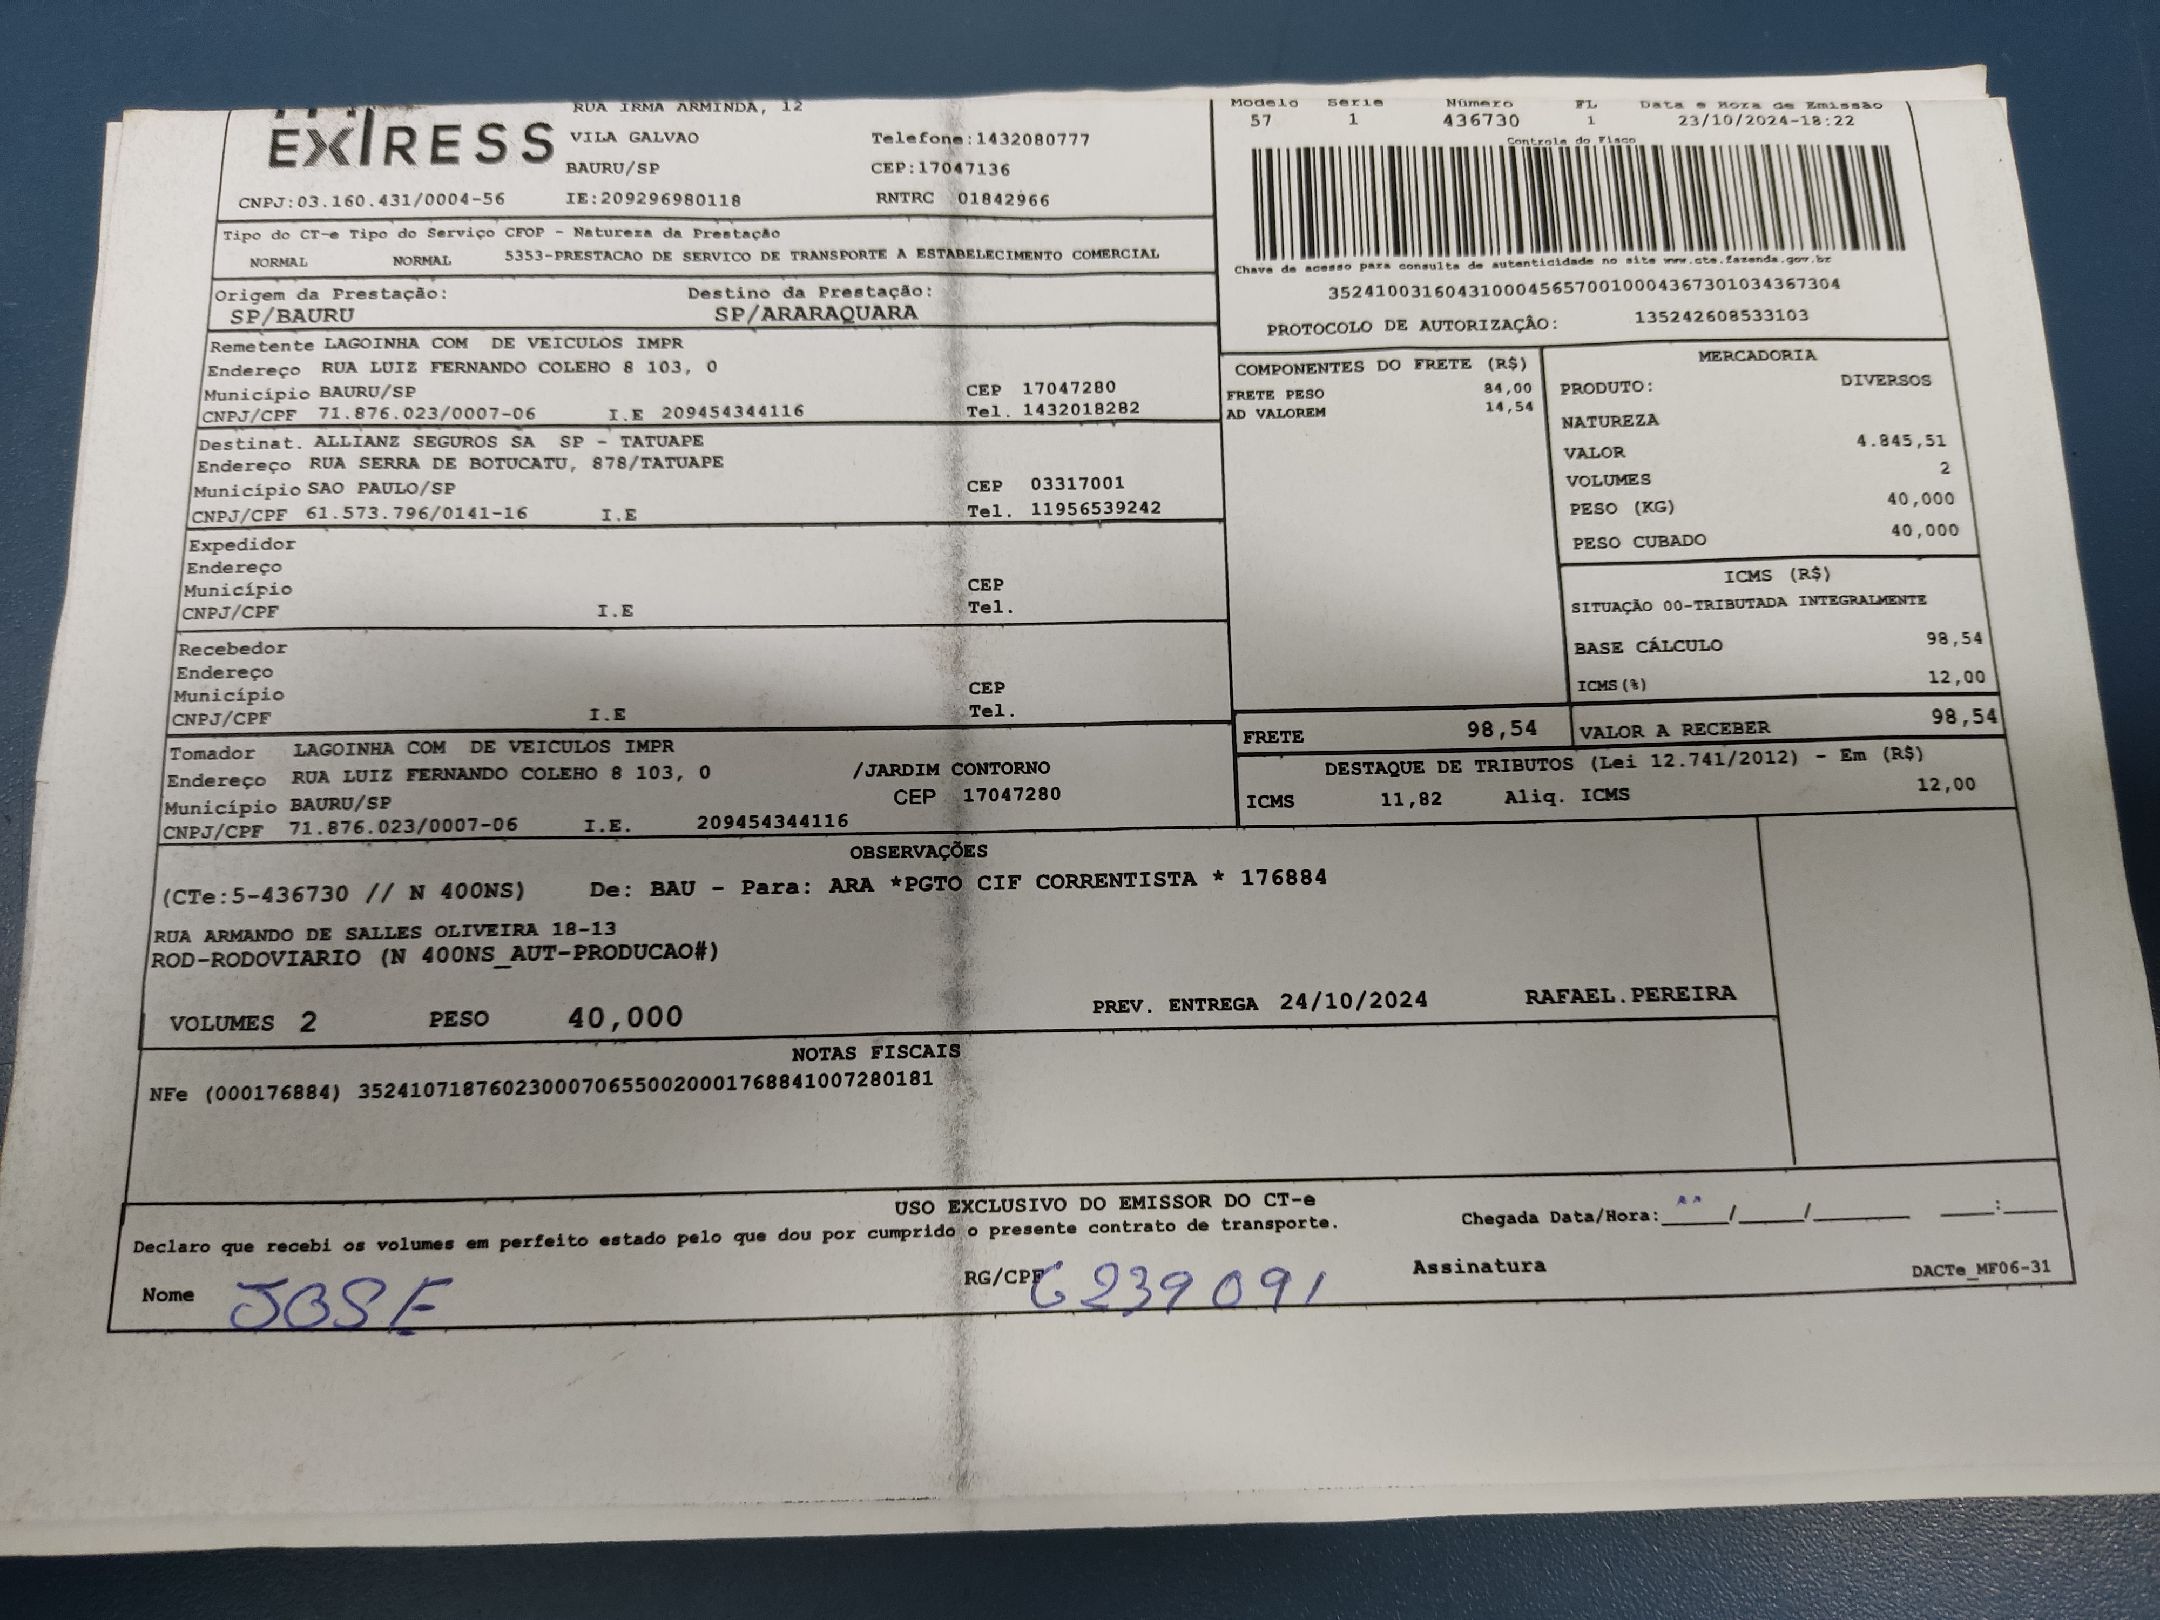 EXTRESS
RUA IRMA ARMINDA, 12
VILA GALVAO Telefone:1432080777
BAURU/SP CEP:17047136
CNPJ:03.160.431/0004-56 IE:209296980118 RNTRC 01842966
Modelo Serie Número FL Data e Hora de Emissão
57 1 436730 1 23/10/2024-18:22
Controle do Fisco
Chave de acesso para consulta de autenticidade no site www.cte.fazenda.gov.br
35241003160431000456570010004367301034367304
PROTOCOLO DE AUTORIZAÇÃO: 135242608533103
Tipo do CT-e Tipo do Serviço CFOP - Natureza da Prestação
NORMAL NORMAL 5353-PRESTACAO DE SERVICO DE TRANSPORTE A ESTABELECIMENTO COMERCIAL
Origem da Prestação: Destino da Prestação:
SP/BAURU SP/ARARAQUARA
Remetente LAGOINHA COM DE VEICULOS IMPR
Endereço RUA LUIZ FERNANDO COLEHO 8 103, 0
Município BAURU/SP CEP 17047280
CNPJ/CPF 71.876.023/0007-06 I.E 209454344116 Tel. 1432018282
Destinat. ALLIANZ SEGUROS SA SP - TATUAPE
Endereço RUA SERRA DE BOTUCATU, 878/TATUAPE
Município SAO PAULO/SP CEP 03317001
CNPJ/CPF 61.573.796/0141-16 I.E Tel. 11956539242
Expedidor
Endereço
Município CEP
CNPJ/CPF I.E Tel.
Recebedor
Endereço
Município CEP
CNPJ/CPF I.E Tel.
Tomador LAGOINHA COM DE VEICULOS IMPR
Endereço RUA LUIZ FERNANDO COLEHO 8 103, 0 /JARDIM CONTORNO
Município BAURU/SP CEP 17047280
CNPJ/CPF 71.876.023/0007-06 I.E. 209454344116
COMPONENTES DO FRETE (R$)
FRETE PESO 84,00
AD VALOREM 14,54
MERCADORIA
PRODUTO: DIVERSOS
NATUREZA
VALOR 4.845,51
VOLUMES 2
PESO (KG) 40,000
PESO CUBADO 40,000
ICMS (R$)
SITUAÇÃO 00-TRIBUTADA INTEGRALMENTE
BASE CÁLCULO 98,54
ICMS(%) 12,00
FRETE 98,54 VALOR A RECEBER 98,54
DESTAQUE DE TRIBUTOS (Lei 12.741/2012) - Em (R$)
ICMS 11,82 Aliq. ICMS 12,00
OBSERVAÇÕES
(CTe:5-436730 // N 400NS) De: BAU - Para: ARA *PGTO CIF CORRENTISTA * 176884
RUA ARMANDO DE SALLES OLIVEIRA 18-13
ROD-RODOVIARIO (N 400NS_AUT-PRODUCAO#)
VOLUMES 2 PESO 40,000 PREV. ENTREGA 24/10/2024 RAFAEL.PEREIRA
NOTAS FISCAIS
NFe (000176884) 35241071876023000706550020001768841007280181
USO EXCLUSIVO DO EMISSOR DO CT-e
Declaro que recebi os volumes em perfeito estado pelo que dou por cumprido o presente contrato de transporte. Chegada Data/Hora:____/____/______ ____:____
Nome JOSE RG/CPF 6239091 Assinatura DACTe_MF06-31